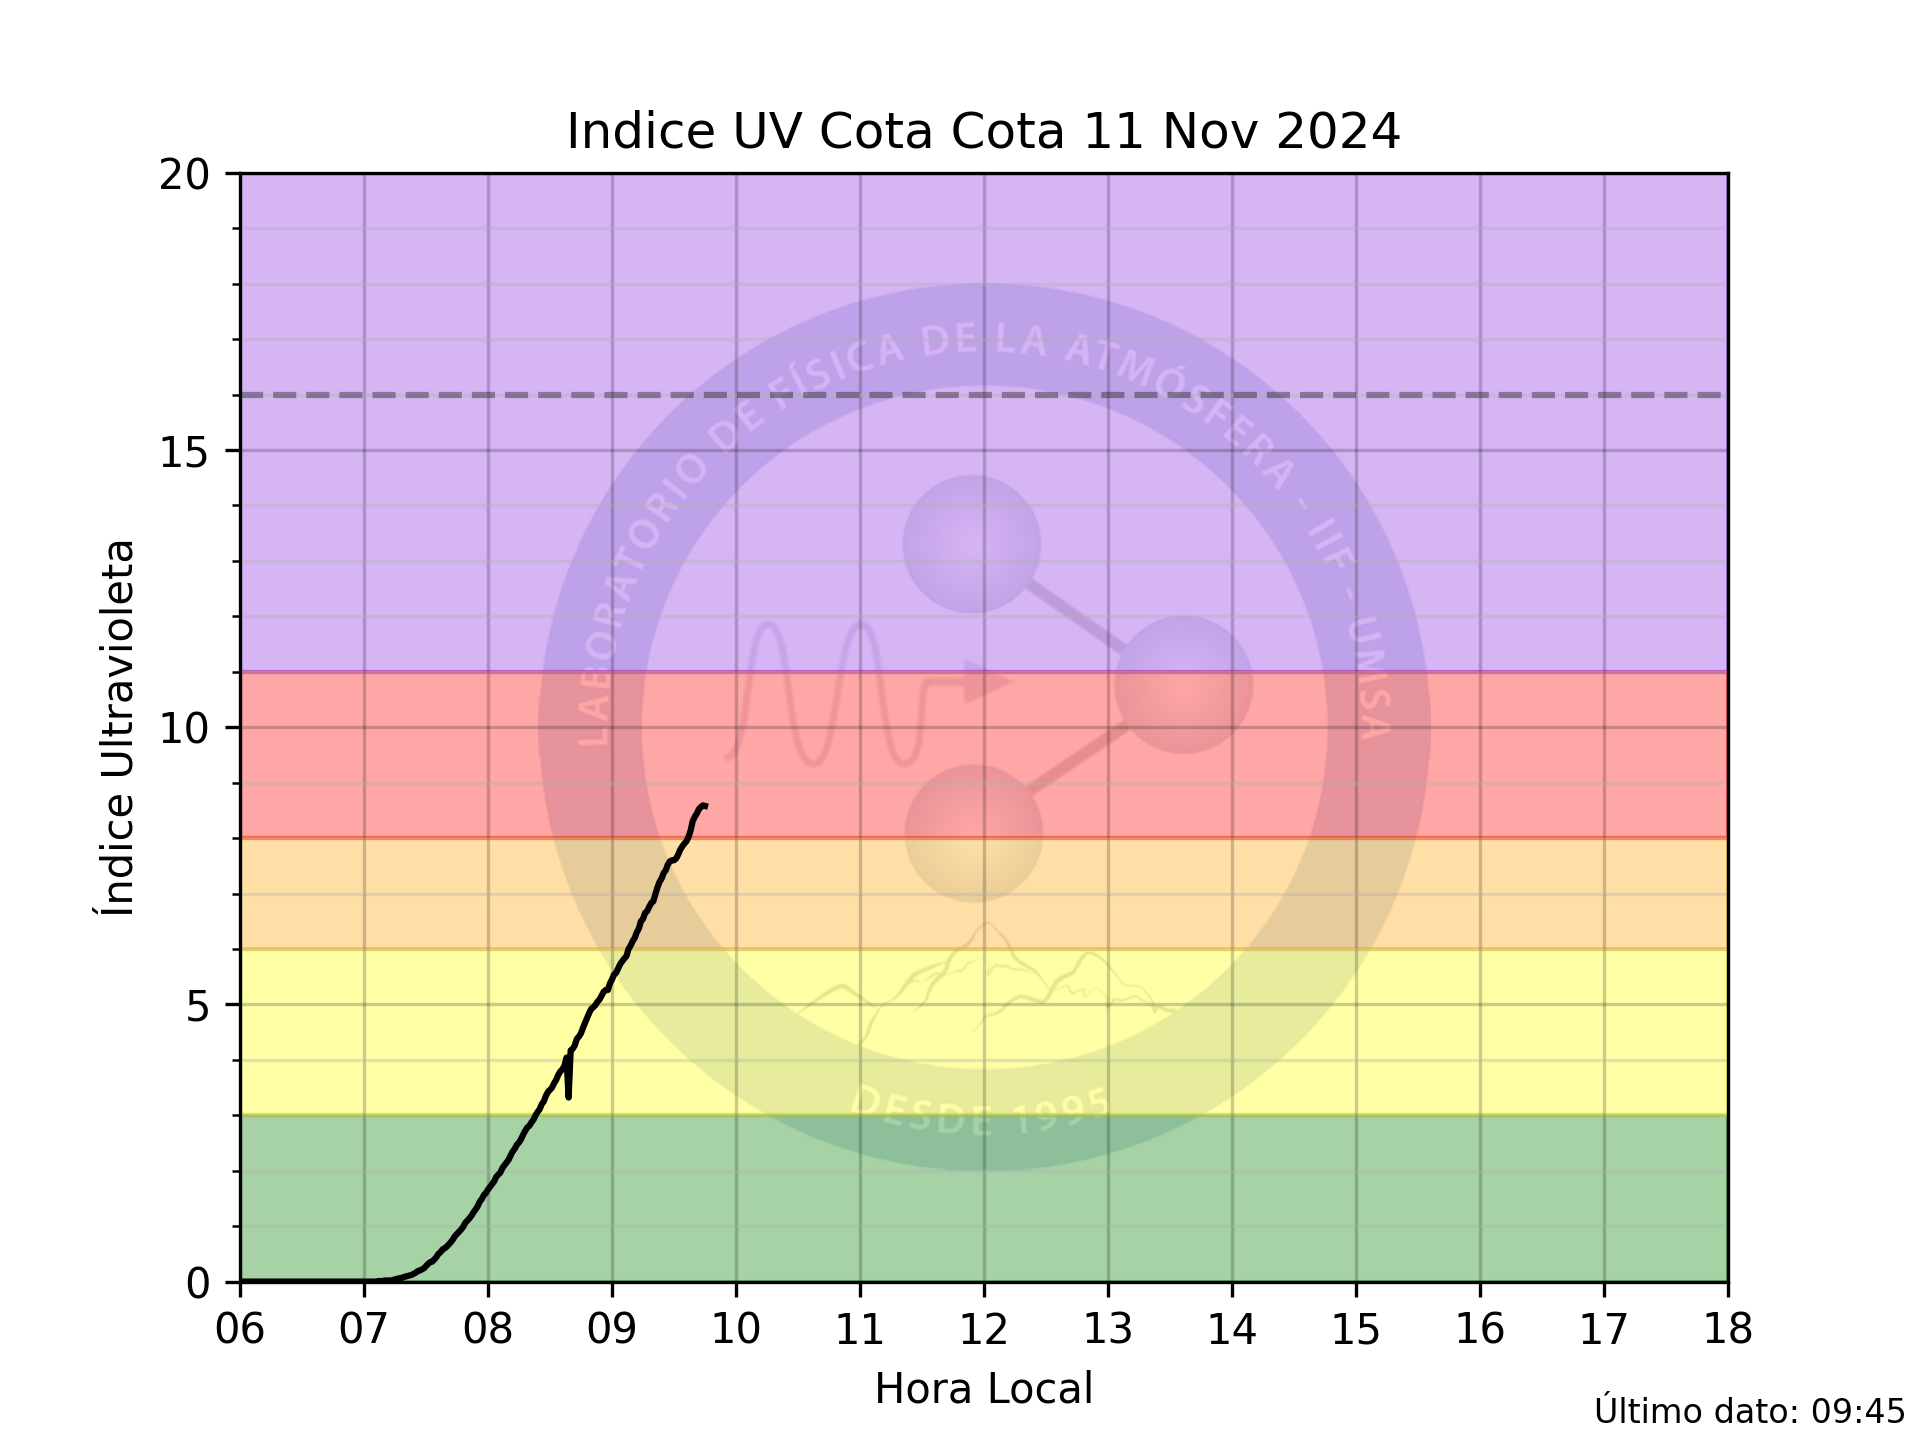 Indice UV Cota Cota 11 Nov 2024
20
15
10
5
0
Índice Ultravioleta
LABORATORIO DE FÍSICA DE LA ATMÓSFERA - IIF - UMSA
DESDE 1995
06 07 08 09 10 11 12 13 14 15 16 17 18
Hora Local
Último dato: 09:45